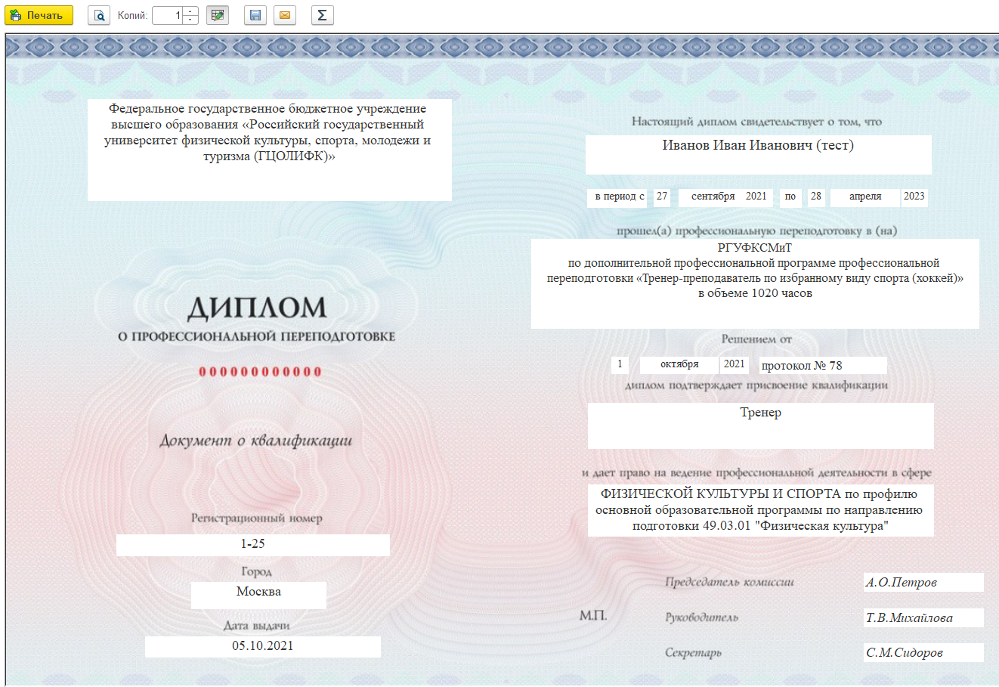 Печать
Копий: 1
Федеральное государственное бюджетное учреждение
высшего образования «Российский государственный
университет физической культуры, спорта, молодежи и
туризма (ГЦОЛИФК)»
ДИПЛОМ
О ПРОФЕССИОНАЛЬНОЙ ПЕРЕПОДГОТОВКЕ
000000000000
Документ о квалификации
Регистрационный номер
1-25
Город
Москва
Дата выдачи
05.10.2021
Настоящий диплом свидетельствует о том, что
Иванов Иван Иванович (тест)
в период с 27 сентября 2021 по 28 апреля 2023
прошел(а) профессиональную переподготовку в (на)
РГУФКСМиТ
по дополнительной профессиональной программе профессиональной
переподготовки «Тренер-преподаватель по избранному виду спорта (хоккей)»
в объеме 1020 часов
Решением от
1 октября 2021 протокол № 78
диплом подтверждает присвоение квалификации
Тренер
и дает право на ведение профессиональной деятельности в сфере
ФИЗИЧЕСКОЙ КУЛЬТУРЫ И СПОРТА по профилю
основной образовательной программы по направлению
подготовки 49.03.01 "Физическая культура"
Председатель комиссии А.О.Петров
М.П. Руководитель Т.В.Михайлова
Секретарь С.М.Сидоров